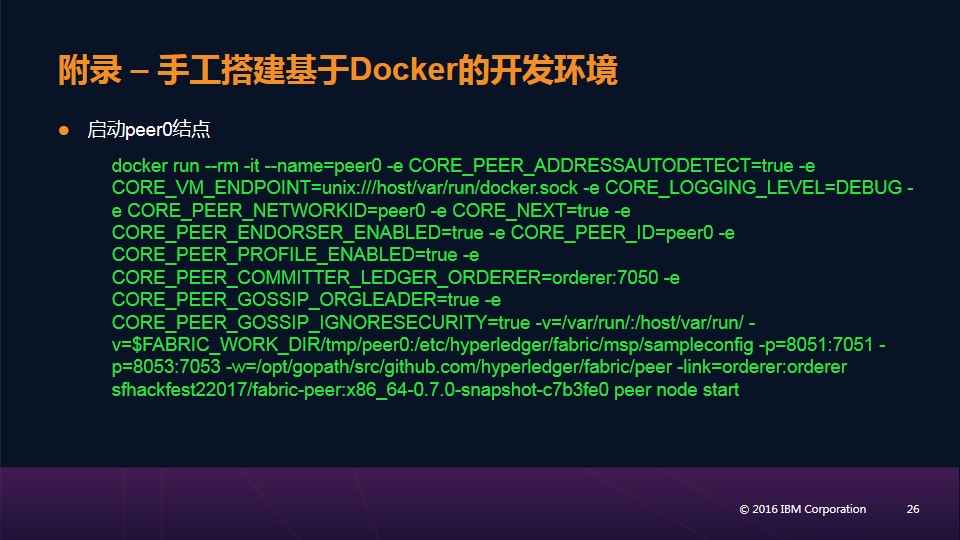 附录 – 手工搭建基于Docker的开发环境
● 启动peer0结点
docker run --rm -it --name=peer0 -e CORE_PEER_ADDRESSAUTODETECT=true -e
CORE_VM_ENDPOINT=unix:///host/var/run/docker.sock -e CORE_LOGGING_LEVEL=DEBUG -
e CORE_PEER_NETWORKID=peer0 -e CORE_NEXT=true -e
CORE_PEER_ENDORSER_ENABLED=true -e CORE_PEER_ID=peer0 -e
CORE_PEER_PROFILE_ENABLED=true -e
CORE_PEER_COMMITTER_LEDGER_ORDERER=orderer:7050 -e
CORE_PEER_GOSSIP_ORGLEADER=true -e
CORE_PEER_GOSSIP_IGNORESECURITY=true -v=/var/run/:/host/var/run/ -
v=$FABRIC_WORK_DIR/tmp/peer0:/etc/hyperledger/fabric/msp/sampleconfig -p=8051:7051 -
p=8053:7053 -w=/opt/gopath/src/github.com/hyperledger/fabric/peer -link=orderer:orderer
sfhackfest22017/fabric-peer:x86_64-0.7.0-snapshot-c7b3fe0 peer node start
© 2016 IBM Corporation 26